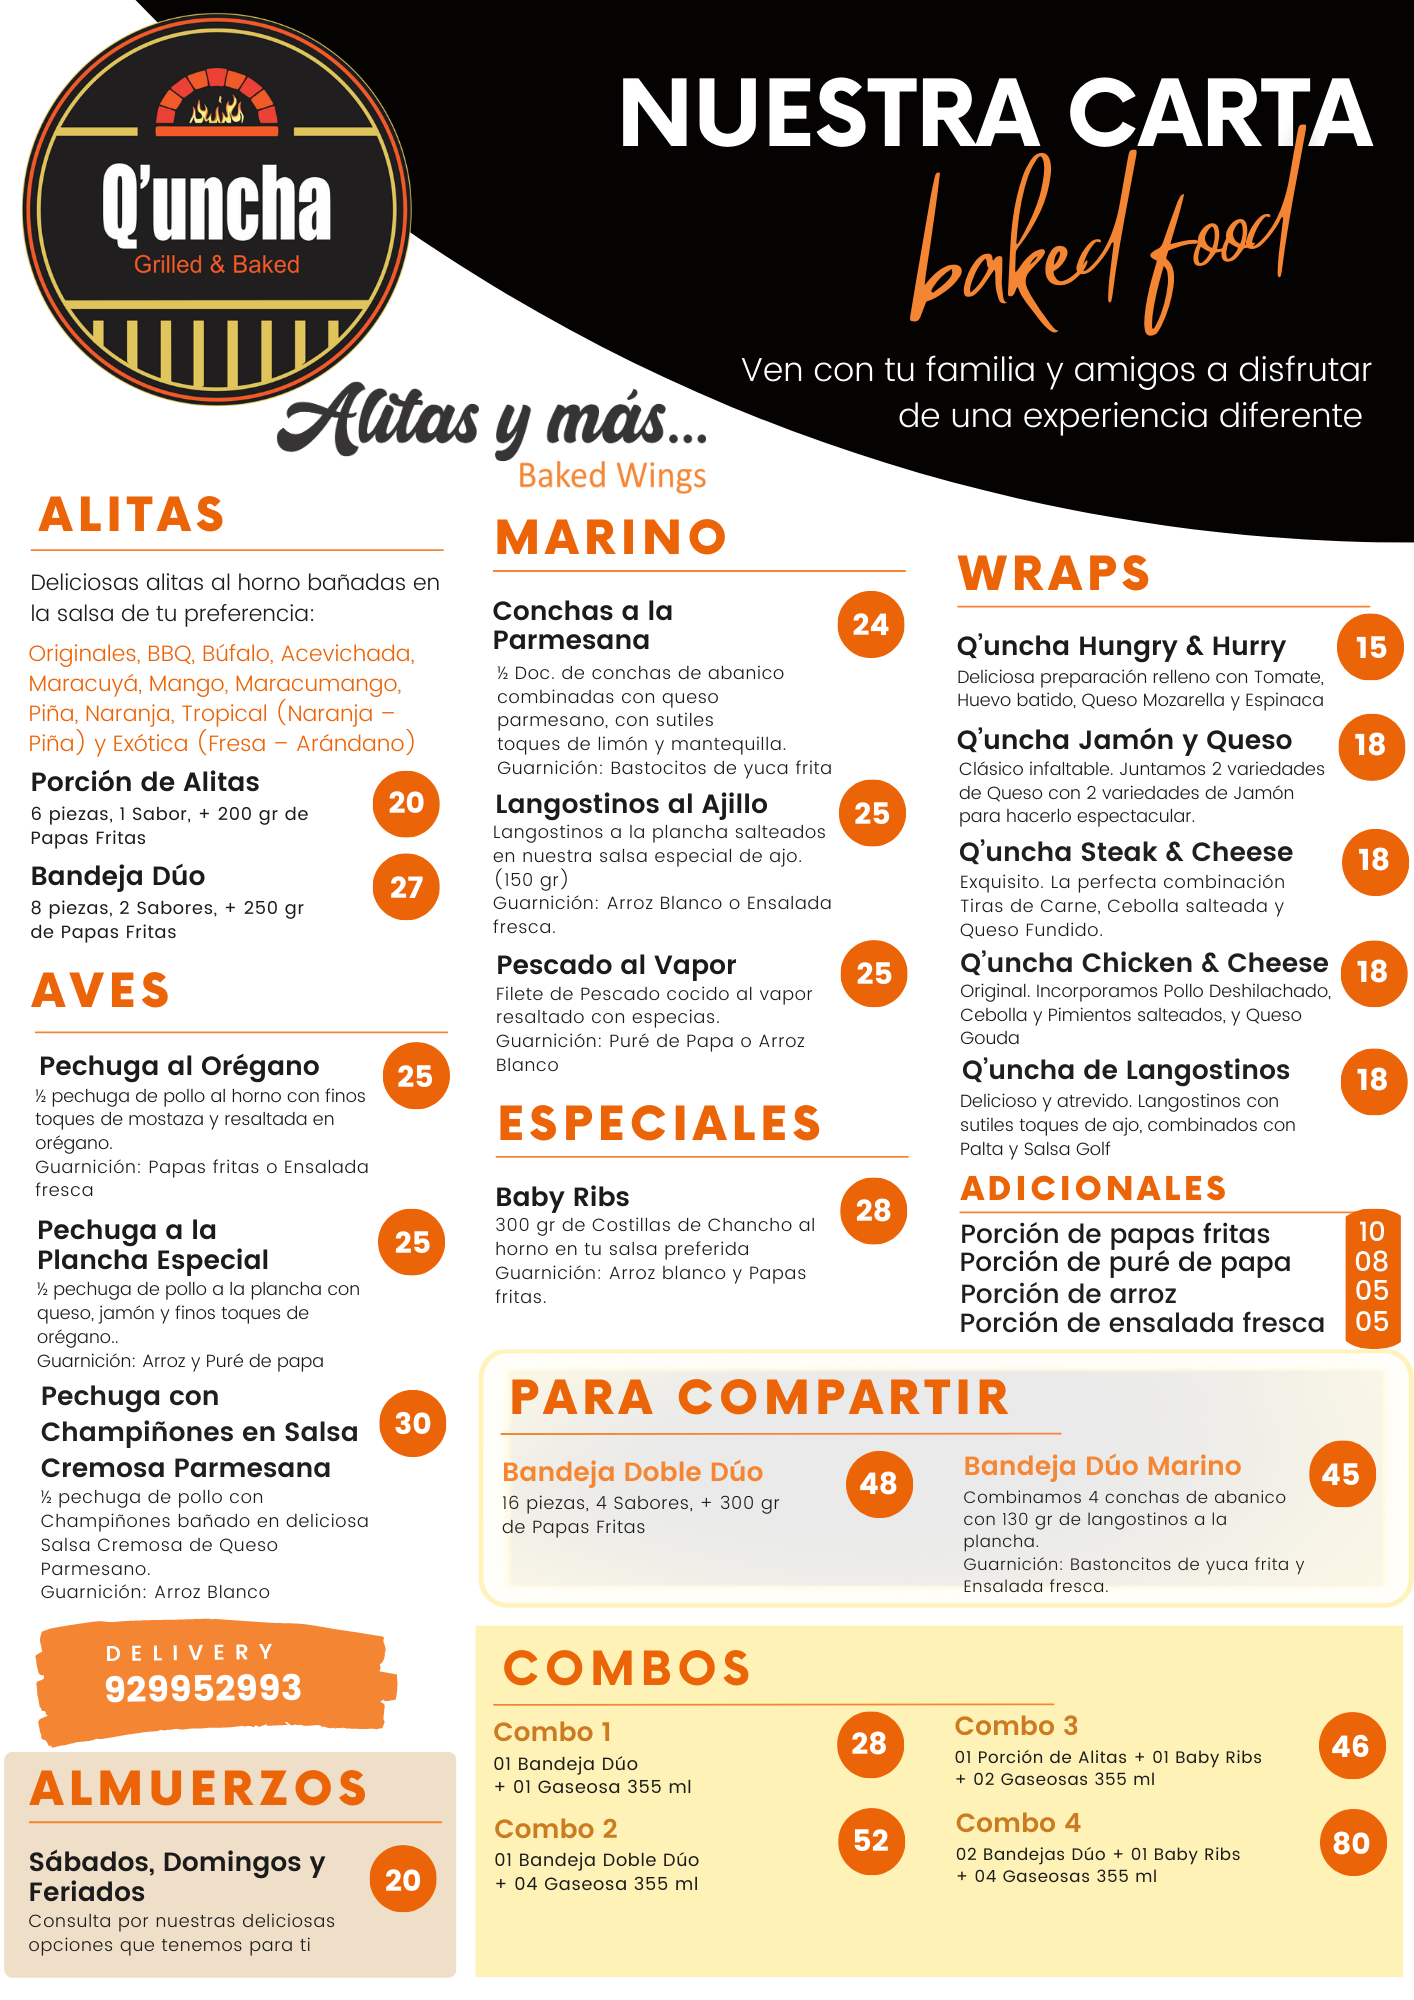 Q'uncha
Grilled & Baked
NUESTRA CARTA
baked food
Ven con tu familia y amigos a disfrutar
de una experiencia diferente
Alitas y más...
Baked Wings
ALITAS
Deliciosas alitas al horno bañadas en
la salsa de tu preferencia:
Originales, BBQ, Búfalo, Acevichada,
Maracuyá, Mango, Maracumango,
Piña, Naranja, Tropical (Naranja –
Piña) y Exótica (Fresa – Arándano)
Porción de Alitas
20
6 piezas, 1 Sabor, + 200 gr de
Papas Fritas
Bandeja Dúo
27
8 piezas, 2 Sabores, + 250 gr
de Papas Fritas
AVES
Pechuga al Orégano
25
½ pechuga de pollo al horno con finos
toques de mostaza y resaltada en
orégano.
Guarnición: Papas fritas o Ensalada
fresca
Pechuga a la
Plancha Especial
25
½ pechuga de pollo a la plancha con
queso, jamón y finos toques de
orégano..
Guarnición: Arroz y Puré de papa
Pechuga con
Champiñones en Salsa
Cremosa Parmesana
30
½ pechuga de pollo con
Champiñones bañado en deliciosa
Salsa Cremosa de Queso
Parmesano.
Guarnición: Arroz Blanco
DELIVERY
929952993
ALMUERZOS
Sábados, Domingos y
Feriados
20
Consulta por nuestras deliciosas
opciones que tenemos para ti
MARINO
Conchas a la
Parmesana
24
½ Doc. de conchas de abanico
combinadas con queso
parmesano, con sutiles
toques de limón y mantequilla.
Guarnición: Bastocitos de yuca frita
Langostinos al Ajillo
25
Langostinos a la plancha salteados
en nuestra salsa especial de ajo.
(150 gr)
Guarnición: Arroz Blanco o Ensalada
fresca.
Pescado al Vapor
25
Filete de Pescado cocido al vapor
resaltado con especias.
Guarnición: Puré de Papa o Arroz
Blanco
ESPECIALES
Baby Ribs
28
300 gr de Costillas de Chancho al
horno en tu salsa preferida
Guarnición: Arroz blanco y Papas
fritas.
WRAPS
Q'uncha Hungry & Hurry
15
Deliciosa preparación relleno con Tomate,
Huevo batido, Queso Mozarella y Espinaca
Q'uncha Jamón y Queso
18
Clásico infaltable. Juntamos 2 variedades
de Queso con 2 variedades de Jamón
para hacerlo espectacular.
Q'uncha Steak & Cheese
18
Exquisito. La perfecta combinación
Tiras de Carne, Cebolla salteada y
Queso Fundido.
Q'uncha Chicken & Cheese
18
Original. Incorporamos Pollo Deshilachado,
Cebolla y Pimientos salteados, y Queso
Gouda
Q'uncha de Langostinos
18
Delicioso y atrevido. Langostinos con
sutiles toques de ajo, combinados con
Palta y Salsa Golf
ADICIONALES
Porción de papas fritas 10
Porción de puré de papa 08
Porción de arroz 05
Porción de ensalada fresca 05
PARA COMPARTIR
Bandeja Doble Dúo
48
16 piezas, 4 Sabores, + 300 gr
de Papas Fritas
Bandeja Dúo Marino
45
Combinamos 4 conchas de abanico
con 130 gr de langostinos a la
plancha.
Guarnición: Bastoncitos de yuca frita y
Ensalada fresca.
COMBOS
Combo 1
28
01 Bandeja Dúo
+ 01 Gaseosa 355 ml
Combo 2
52
01 Bandeja Doble Dúo
+ 04 Gaseosa 355 ml
Combo 3
46
01 Porción de Alitas + 01 Baby Ribs
+ 02 Gaseosas 355 ml
Combo 4
80
02 Bandejas Dúo + 01 Baby Ribs
+ 04 Gaseosas 355 ml